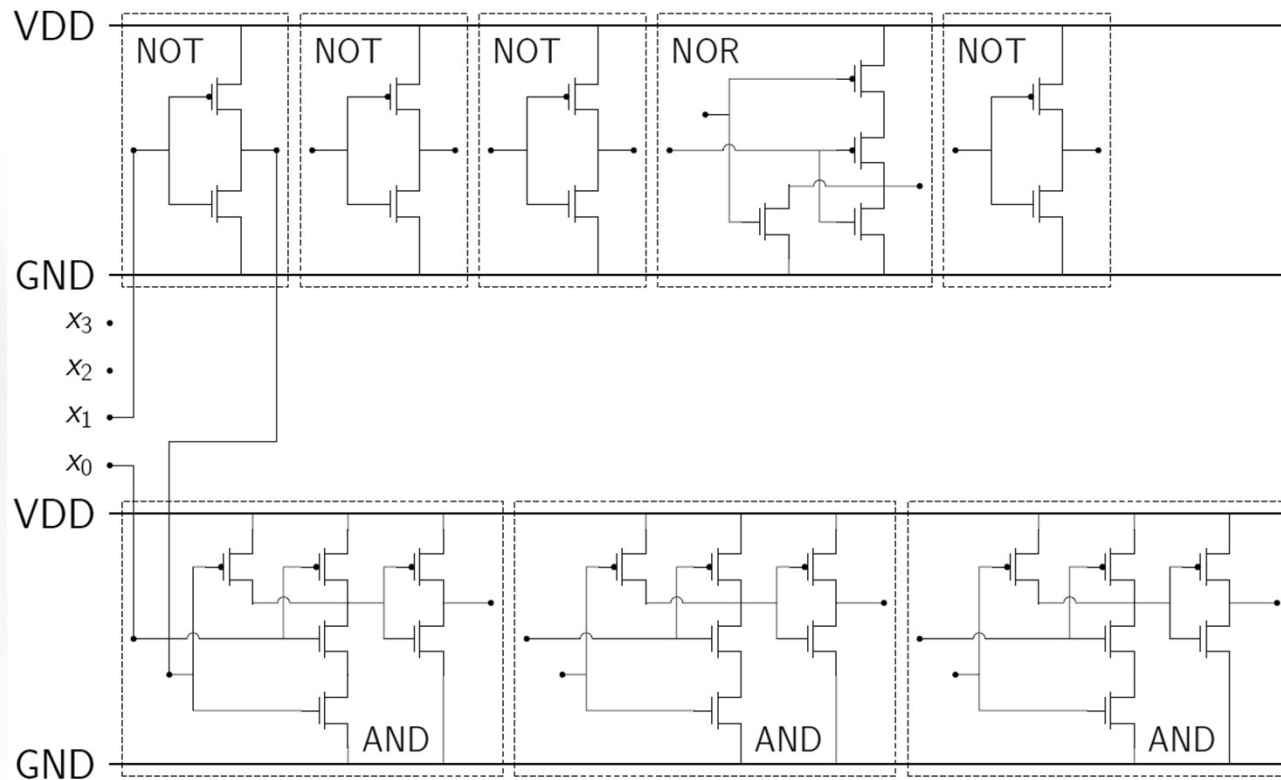 VDD
NOT NOT NOT NOR NOT
GND
x₃
x₂
x₁
x₀
VDD
AND AND AND
GND